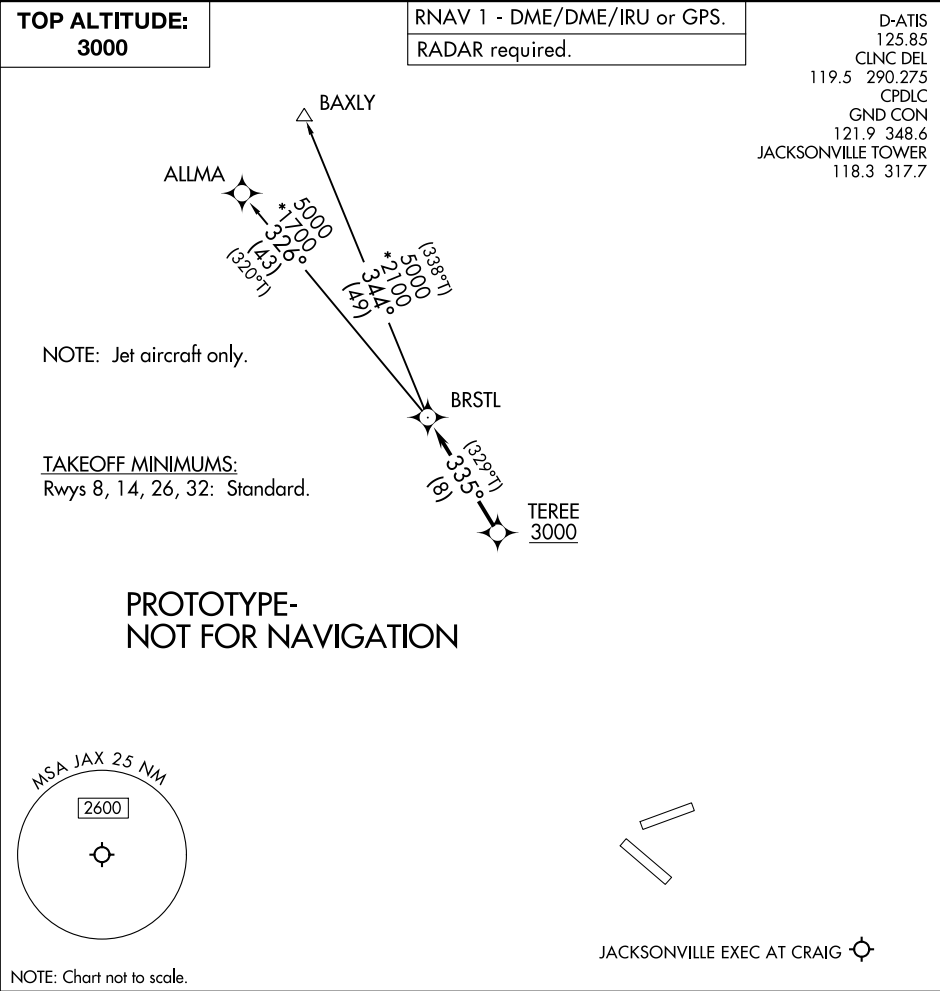 TOP ALTITUDE:
3000
RNAV 1 - DME/DME/IRU or GPS.
RADAR required.
D-ATIS
125.85
CLNC DEL
119.5 290.275
CPDLC
GND CON
121.9 348.6
JACKSONVILLE TOWER
118.3 317.7
BAXLY
ALLMA
5000
*1700
326°
(43)
(320°T)
(338°T)
5000
*2100
344°
(49)
NOTE: Jet aircraft only.
BRSTL
TAKEOFF MINIMUMS:
Rwys 8, 14, 26, 32: Standard.
(329°T)
335°
(8)
TEREE
3000
PROTOTYPE-
NOT FOR NAVIGATION
MSA JAX 25 NM
2600
JACKSONVILLE EXEC AT CRAIG
NOTE: Chart not to scale.